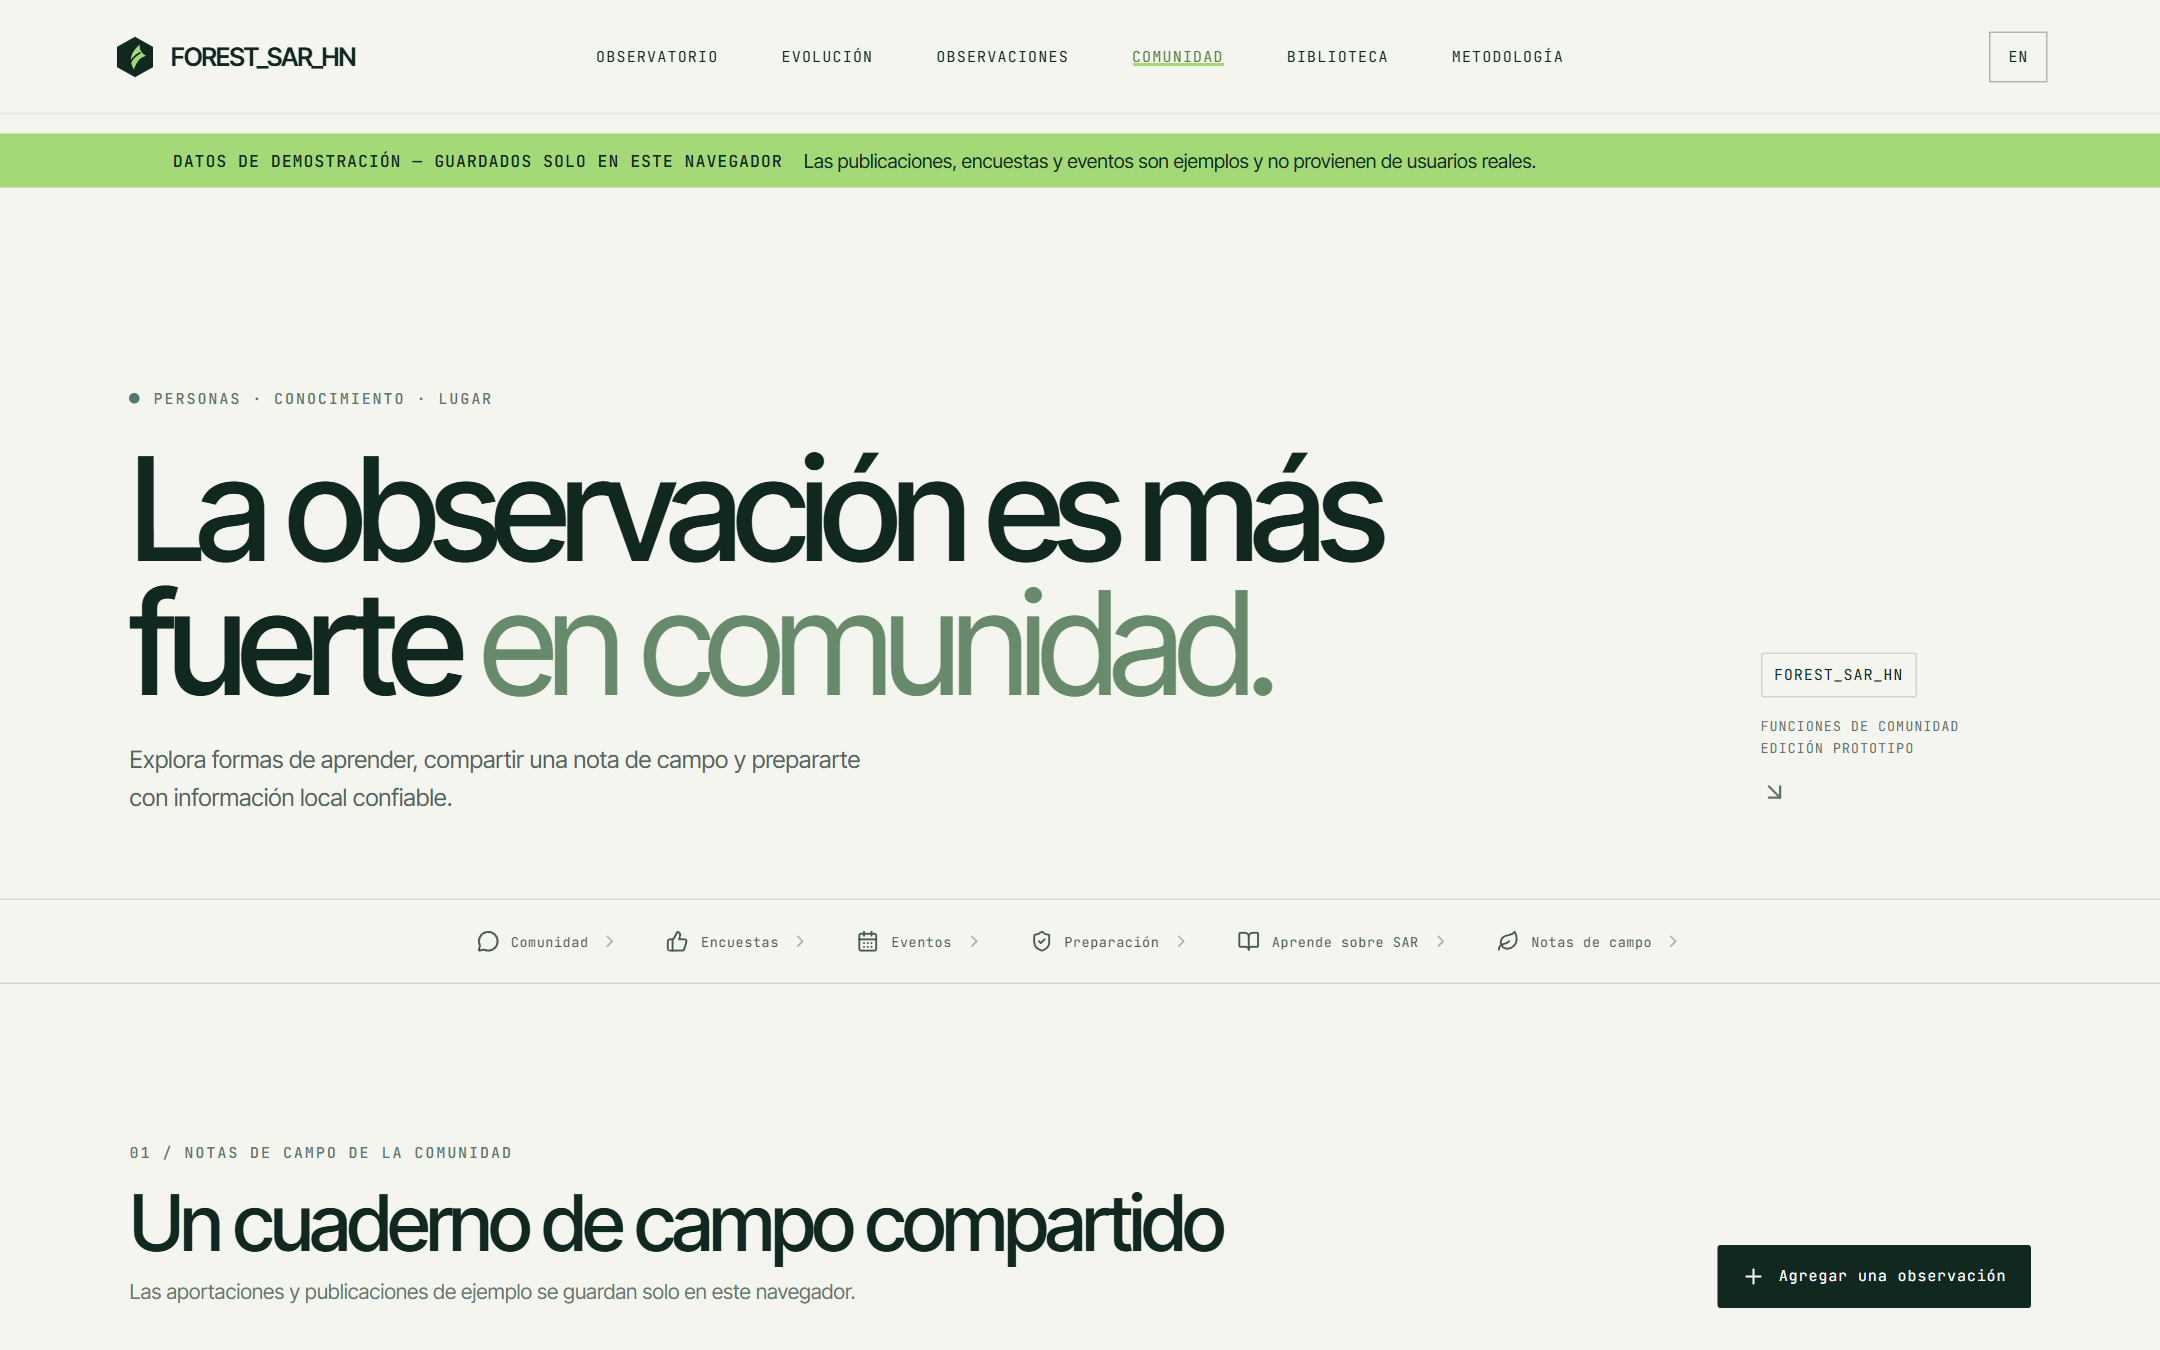 FOREST_SAR_HN
OBSERVATORIO
EVOLUCIÓN
OBSERVACIONES
COMUNIDAD
BIBLIOTECA
METODOLOGÍA
EN
DATOS DE DEMOSTRACIÓN — GUARDADOS SOLO EN ESTE NAVEGADOR Las publicaciones, encuestas y eventos son ejemplos y no provienen de usuarios reales.
PERSONAS · CONOCIMIENTO · LUGAR
La observación es más
fuerte en comunidad.
Explora formas de aprender, compartir una nota de campo y prepararte
con información local confiable.
FOREST_SAR_HN
FUNCIONES DE COMUNIDAD
EDICIÓN PROTOTIPO
Comunidad
Encuestas
Eventos
Preparación
Aprende sobre SAR
Notas de campo
01 / NOTAS DE CAMPO DE LA COMUNIDAD
Un cuaderno de campo compartido
Las aportaciones y publicaciones de ejemplo se guardan solo en este navegador.
Agregar una observación